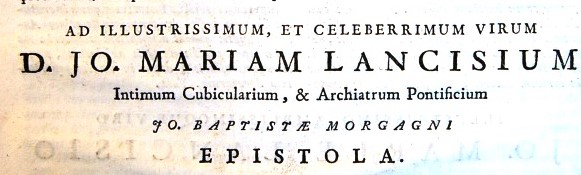 AD ILLUSTRISSIMUM, ET CELEBERRIMUM VIRUM
D. JO. MARIAM LANCISIUM
Intimum Cubicularium, & Archiatrum Pontificium
JO. BAPTISTÆ MORGAGNI
EPISTOLA.